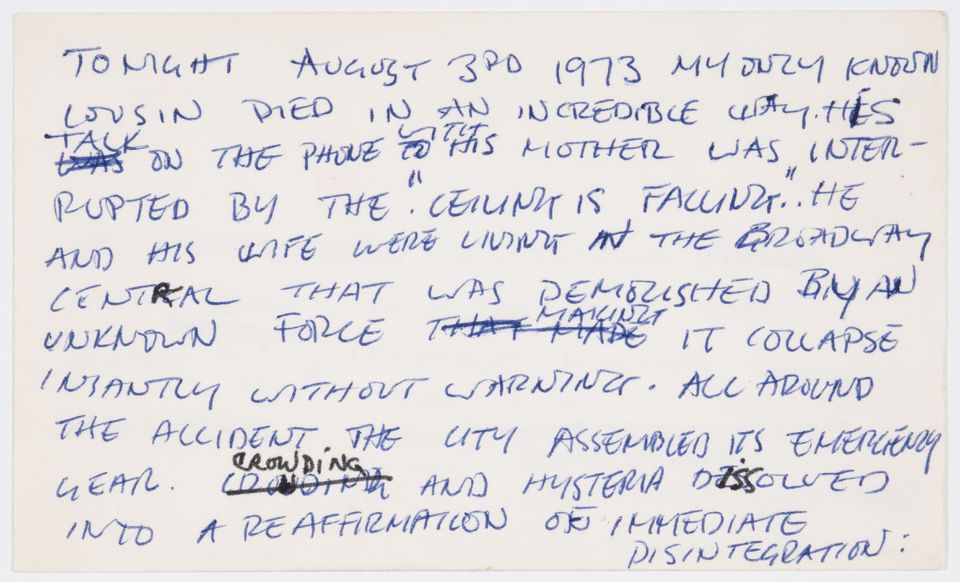 TONIGHT AUGUST 3RD 1973 MY ONLY KNOWN
COUSIN DIED IN AN INCREDIBLE WAY. HIS
TALK
WAS ON THE PHONE TO WITH HIS MOTHER WAS INTER-
RUPTED BY THE "CEILING IS FALLING".. HE
AND HIS WIFE WERE LIVING IN THE BROADWAY
CENTRAL THAT WAS DEMOLISHED BY AN
UNKNOWN FORCE THAT MADE MAKING IT COLLAPSE
INSANTLY WITHOUT WARNING. ALL AROUND
THE ACCIDENT THE CITY ASSEMBLED ITS EMERGENCY
GEAR. CROWDING CROWDING AND HYSTERIA DISSOLVED
INTO A REAFFIRMATION OF IMMEDIATE
DISINTEGRATION: